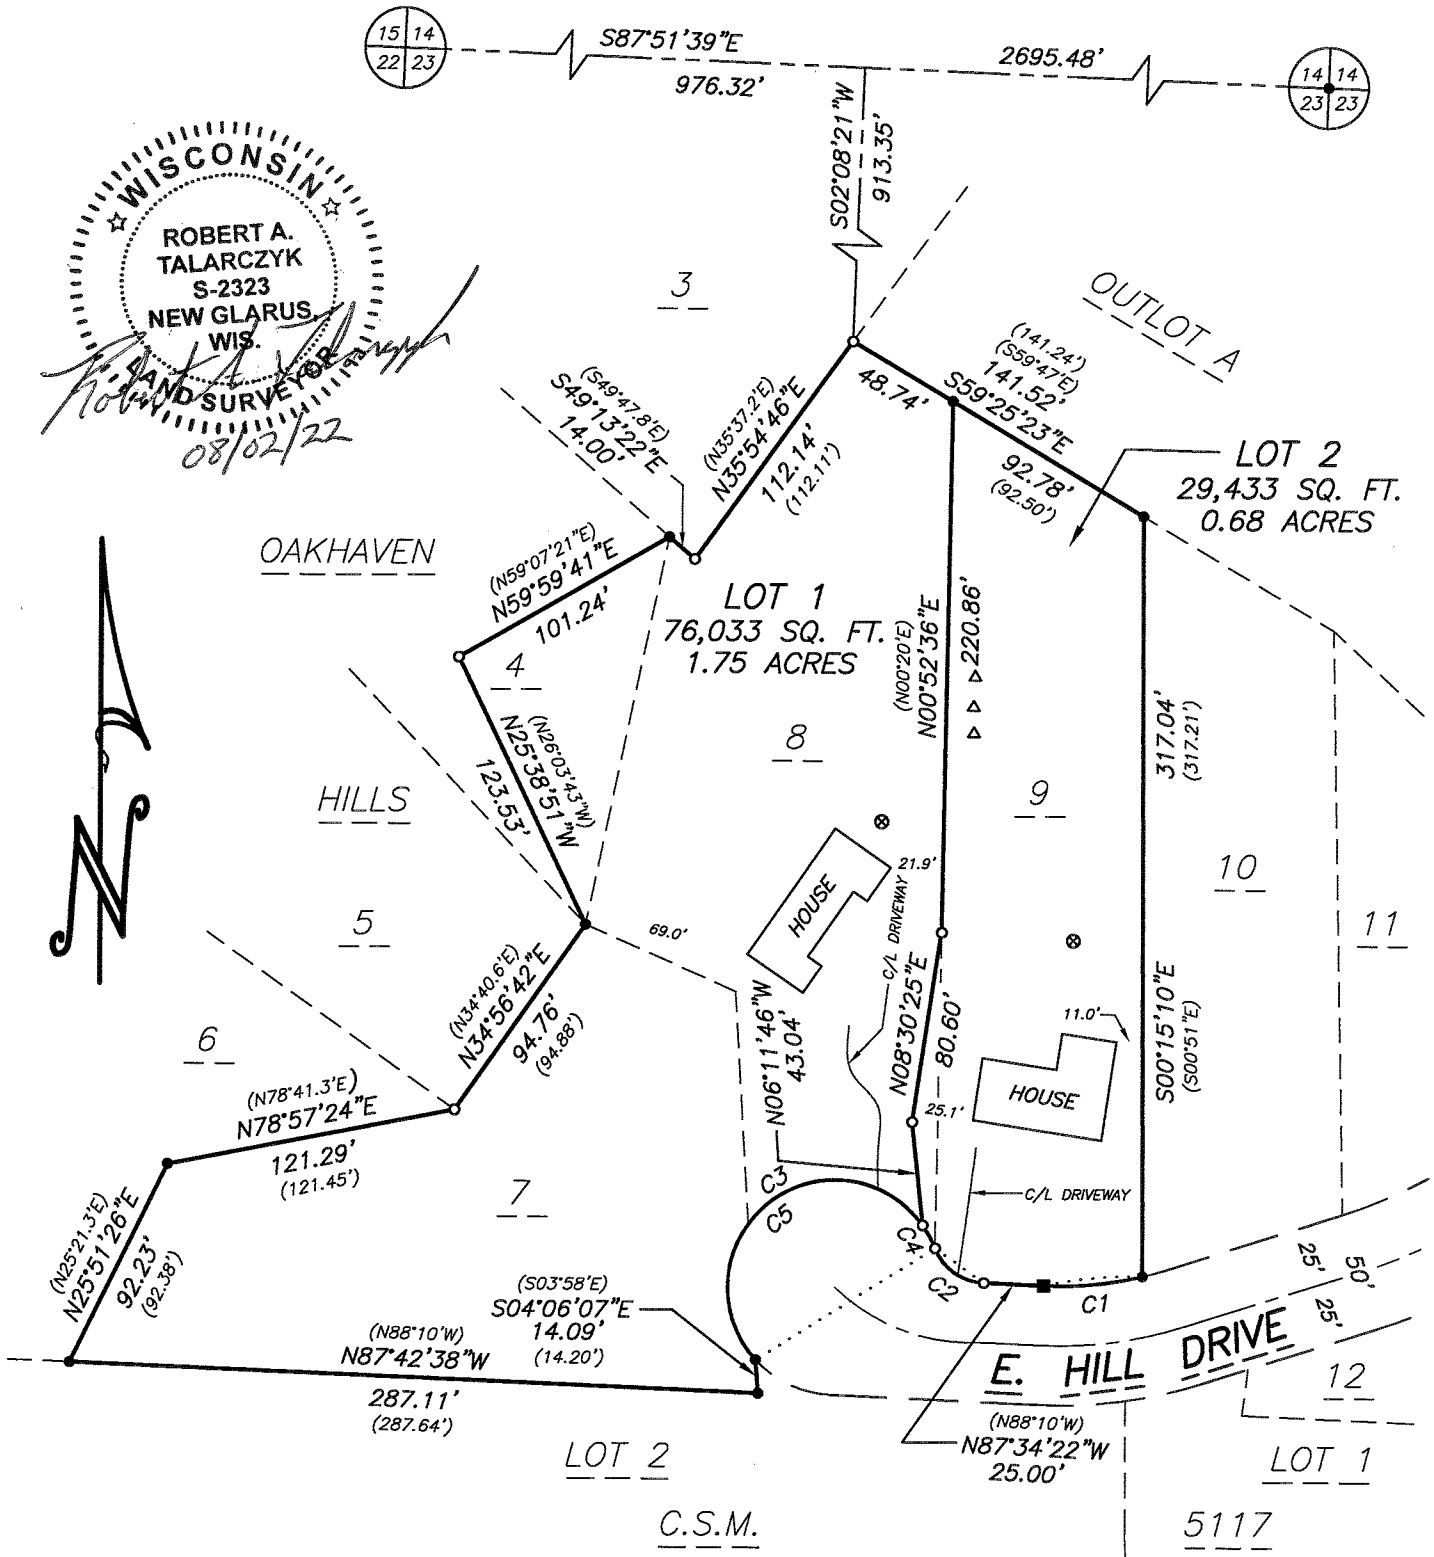 15 14
22 23
S87°51'39"E
976.32'
2695.48'
14 14
23 23
S02°08'21"W
913.35'
WISCONSIN
ROBERT A.
TALARCZYK
S-2323
NEW GLARUS,
WIS.
LAND SURVEYOR
08/02/22
3
OUTLOT A
(141.24')
(S59°47'E)
141.52'
S59°25'23"E
48.74'
92.78'
(92.50')
LOT 2
29,433 SQ. FT.
0.68 ACRES
(S49°47.8'E)
S49°13'22"E
14.00'
(N35°37.2'E)
N35°54'46"E
112.14'
(112.11')
OAKHAVEN
(N59°07'21"E)
N59°59'41"E
101.24'
LOT 1
76,033 SQ. FT.
1.75 ACRES
4
(N26°03'43"W)
N25°38'51"W
123.53'
8
(N00°20'E)
N00°52'36"E
220.86'
9
317.04'
(317.21')
HILLS
10
11
HOUSE
21.9'
C/L DRIVEWAY
5
69.0'
6
(N34°40.6'E)
N34°56'42"E
94.76'
(94.88')
N06°11'46"W
43.04'
N08°30'25"E
80.60'
11.0'
S00°15'10"E
(S00°51'E)
HOUSE
25.1'
(N78°41.3'E)
N78°57'24"E
121.29'
(121.45')
7
C3
C5
C4
C2
C1
C/L DRIVEWAY
(N25°21.3'E)
N25°51'26"E
92.23'
(92.38')
(S03°58'E)
S04°06'07"E
14.09'
(14.20')
(N88°10'W)
N87°42'38"W
287.11'
(287.64')
25'
50'
25'
E. HILL DRIVE
12
(N88°10'W)
N87°34'22"W
25.00'
LOT 2
LOT 1
C.S.M.
5117
N